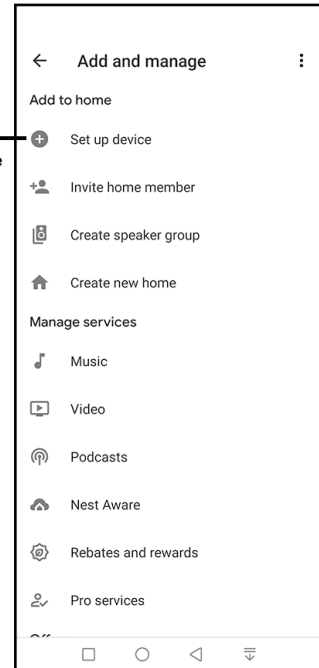 Add and manage
Add to home
Set up device
Invite home member
Create speaker group
Create new home
Manage services
Music
Video
Podcasts
Nest Aware
Rebates and rewards
Pro services